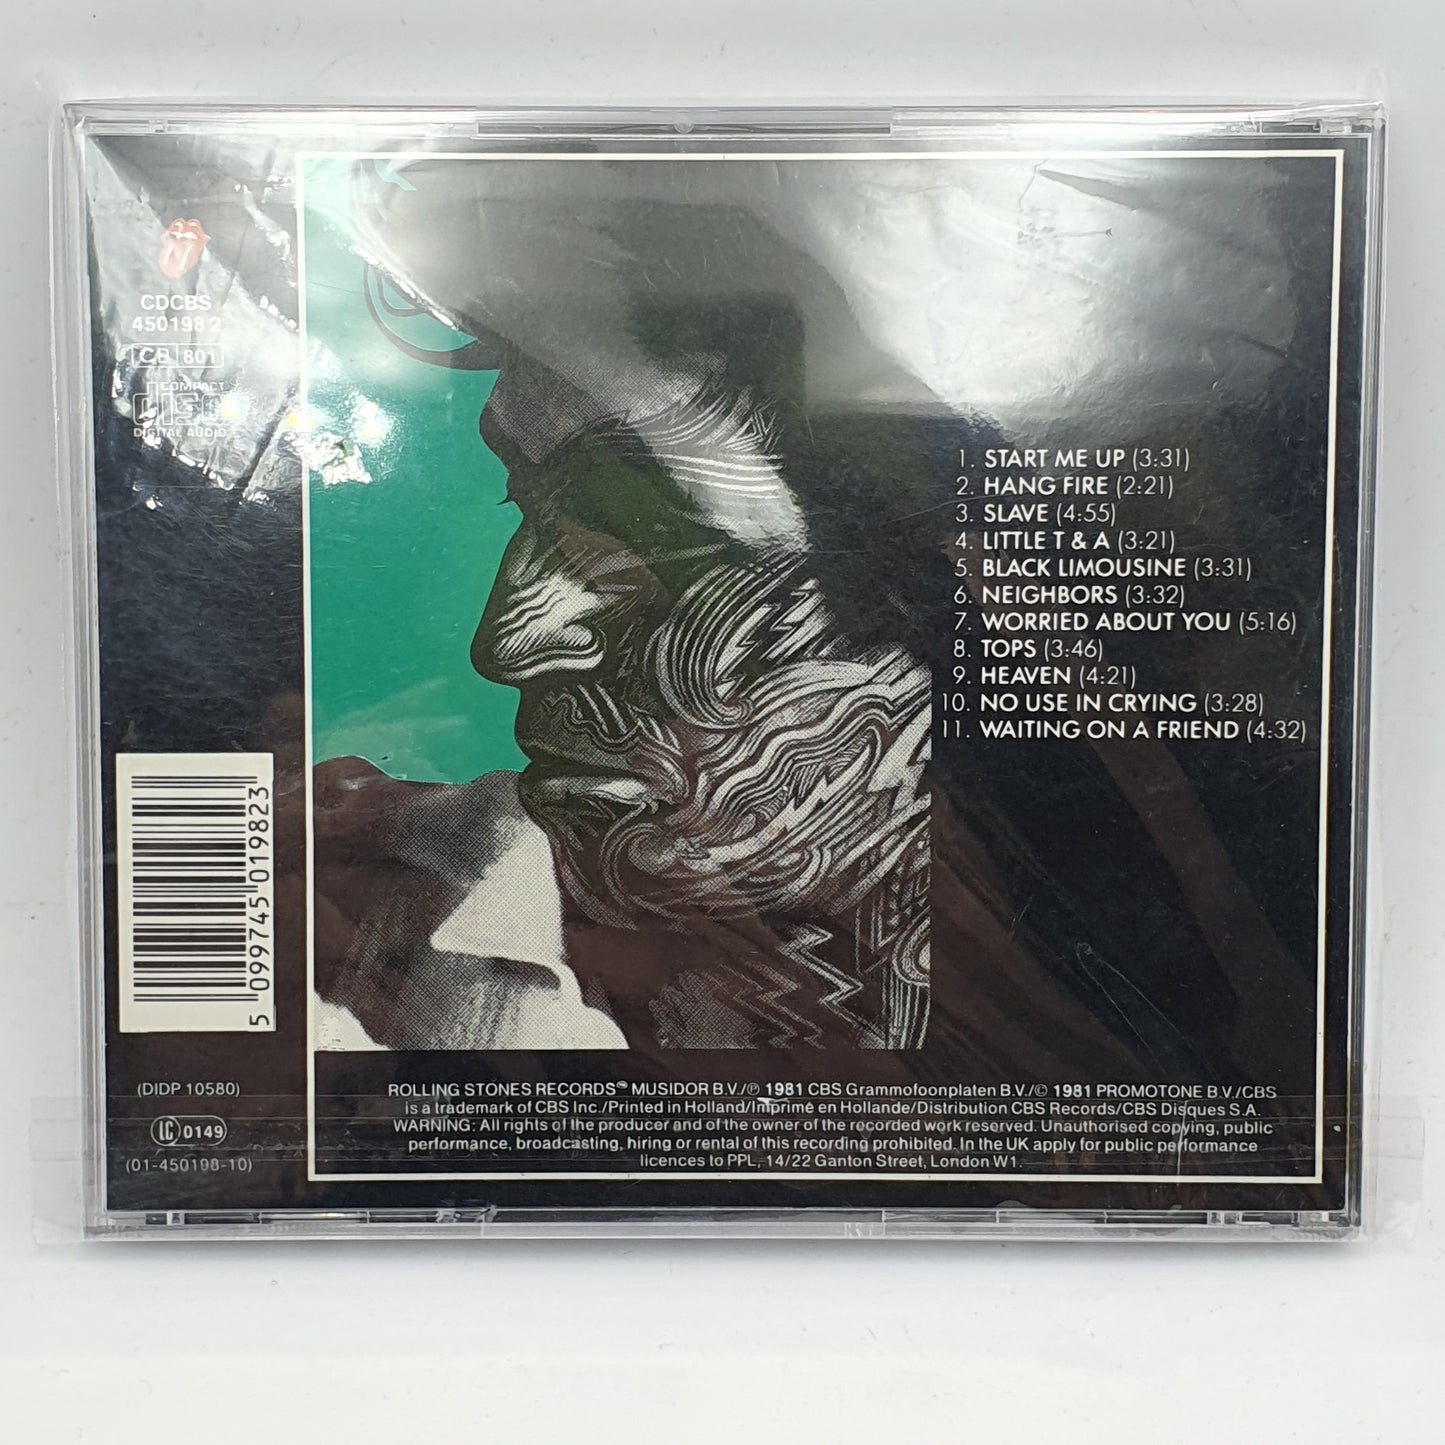 CDCBS
450198 2
CB 801
COMPACT
disc
DIGITAL AUDIO
1. START ME UP (3:31)
2. HANG FIRE (2:21)
3. SLAVE (4:55)
4. LITTLE T & A (3:21)
5. BLACK LIMOUSINE (3:31)
6. NEIGHBORS (3:32)
7. WORRIED ABOUT YOU (5:16)
8. TOPS (3:46)
9. HEAVEN (4:21)
10. NO USE IN CRYING (3:28)
11. WAITING ON A FRIEND (4:32)
5 099745 019823
(DIDP 10580)
LC 0149
(01-450198-10)
ROLLING STONES RECORDS™ MUSIDOR B.V./℗ 1981 CBS Grammofoonplaten B.V./© 1981 PROMOTONE B.V./CBS
is a trademark of CBS Inc./Printed in Holland/Imprimé en Hollande/Distribution CBS Records/CBS Disques S.A.
WARNING: All rights of the producer and of the owner of the recorded work reserved. Unauthorised copying, public
performance, broadcasting, hiring or rental of this recording prohibited. In the UK apply for public performance
licences to PPL, 14/22 Ganton Street, London W1.